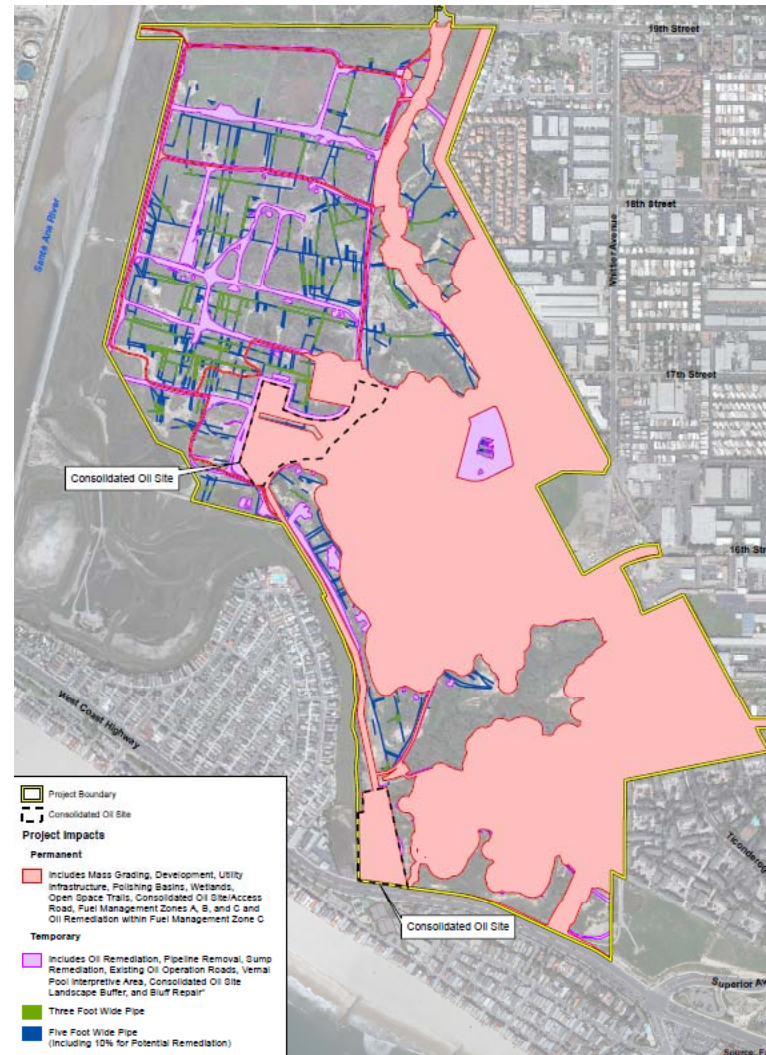 19th Street
18th Street
Whittier Avenue
Santa Ana River
17th Street
Consolidated Oil Site
16th St
West Coast Highway
Project Boundary
Consolidated Oil Site
Project Impacts
Permanent
Includes Mass Grading, Development, Utility
Infrastructure, Polishing Basins, Wetlands,
Open Space Trails, Consolidated Oil Site/Access
Road, Fuel Management Zones A, B, and C and
Oil Remediation within Fuel Management Zone C
Temporary
Includes Oil Remediation, Pipeline Removal, Sump
Remediation, Existing Oil Operation Roads, Vernal
Pool Interpretive Area, Consolidated Oil Site
Landscape Buffer, and Bluff Repair*
Three Foot Wide Pipe
Five Foot Wide Pipe
(Including 10% for Potential Remediation)
Consolidated Oil Site
Ticonderog
Superior Av
Source: F